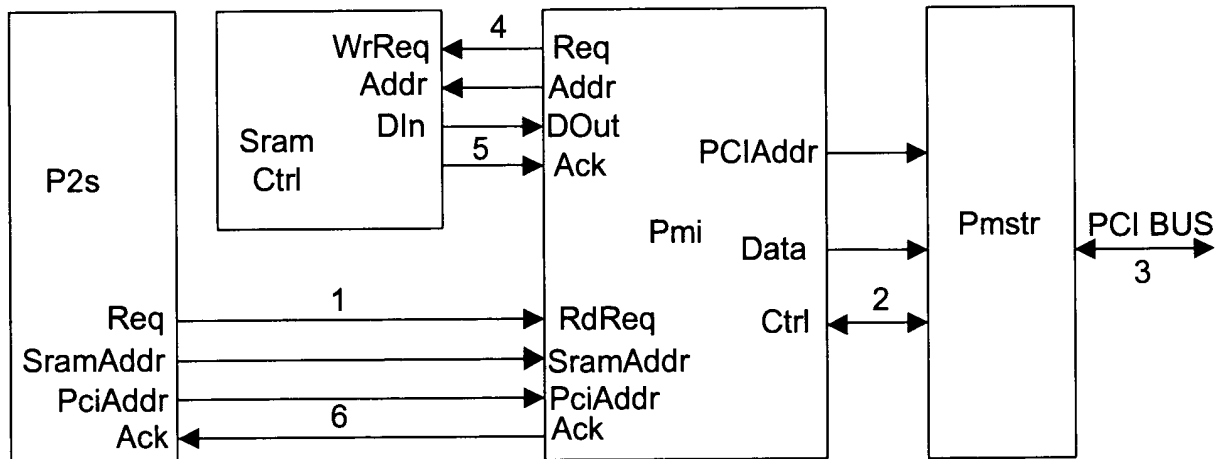 WrReq 4 Req
Addr Addr
DIn DOut
Sram Ctrl
5 Ack
PCIAddr
P2s
Pmi
Pmstr
PCI BUS
Data
3
Req 1 RdReq
Ctrl 2
SramAddr SramAddr
PciAddr PciAddr
Ack 6 Ack